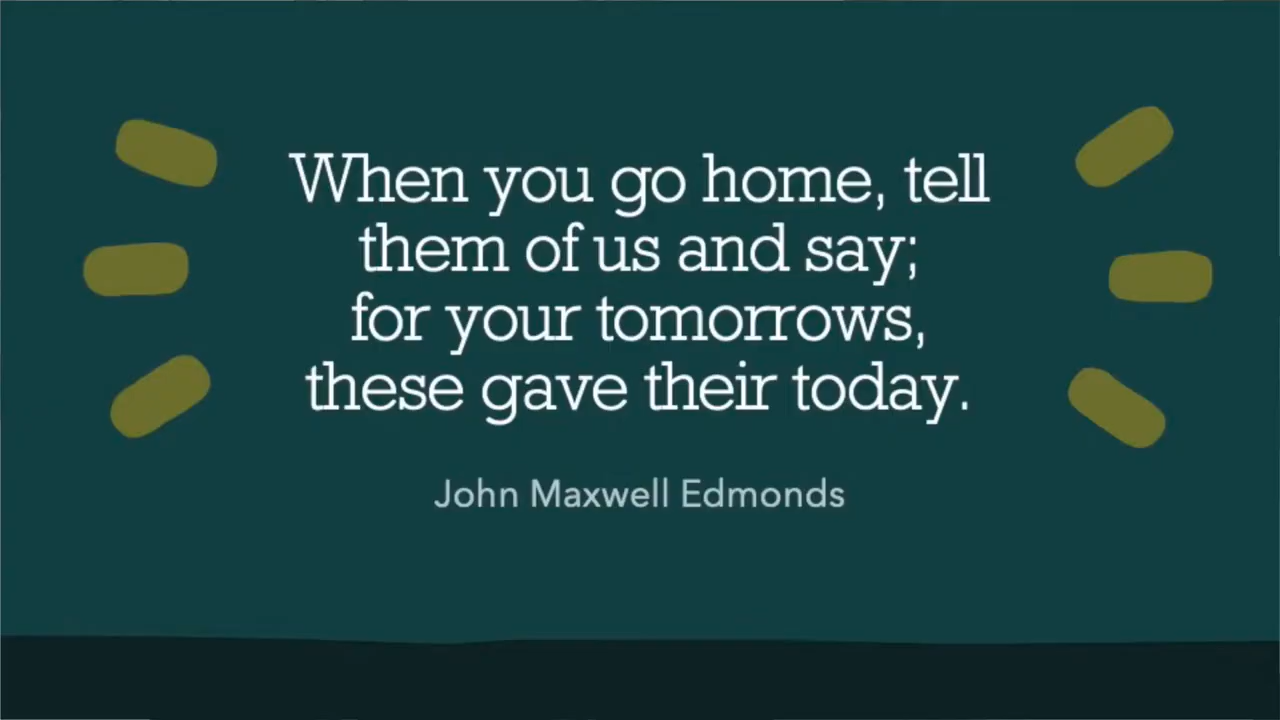 When you go home, tell
them of us and say;
for your tomorrows,
these gave their today.
John Maxwell Edmonds